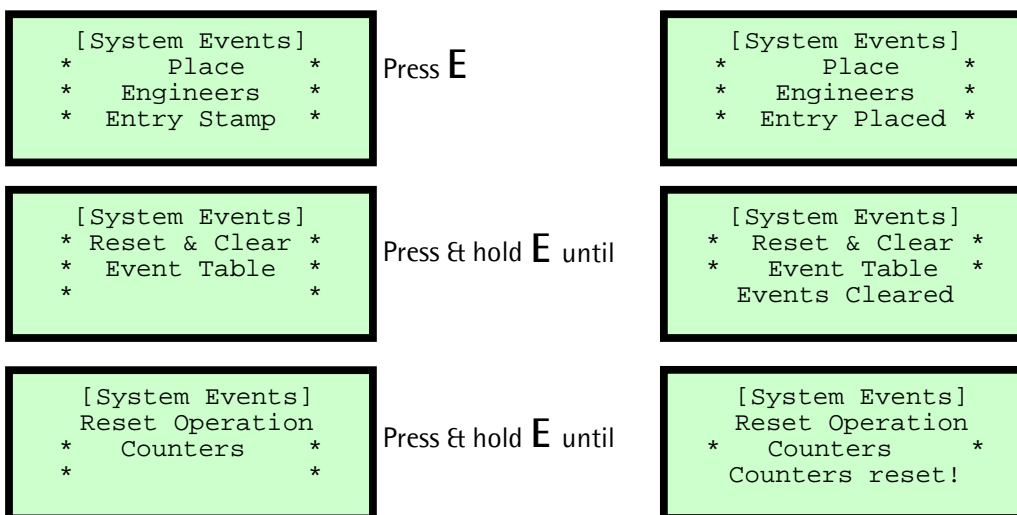 [System Events]
* Place *
* Engineers *
* Entry Stamp *
Press E
[System Events]
* Place *
* Engineers *
* Entry Placed *
[System Events]
* Reset & Clear *
* Event Table *
* *
Press & hold E until
[System Events]
* Reset & Clear *
* Event Table *
Events Cleared
[System Events]
Reset Operation
* Counters *
* *
Press & hold E until
[System Events]
Reset Operation
* Counters *
Counters reset!